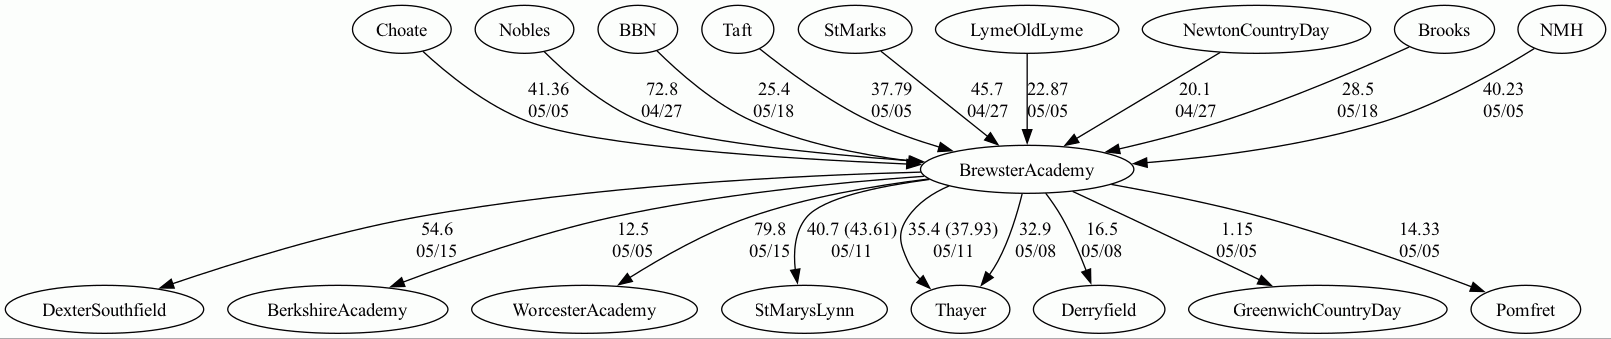 Choate
Nobles
BBN
Taft
StMarks
LymeOldLyme
NewtonCountryDay
Brooks
NMH
41.36
05/05
72.8
04/27
25.4
05/18
37.79
05/05
45.7
04/27
22.87
05/05
20.1
04/27
28.5
05/18
40.23
05/05
BrewsterAcademy
54.6
05/15
12.5
05/05
79.8
05/15
40.7 (43.61)
05/11
35.4 (37.93)
05/11
32.9
05/08
16.5
05/08
1.15
05/05
14.33
05/05
DexterSouthfield
BerkshireAcademy
WorcesterAcademy
StMarysLynn
Thayer
Derryfield
GreenwichCountryDay
Pomfret